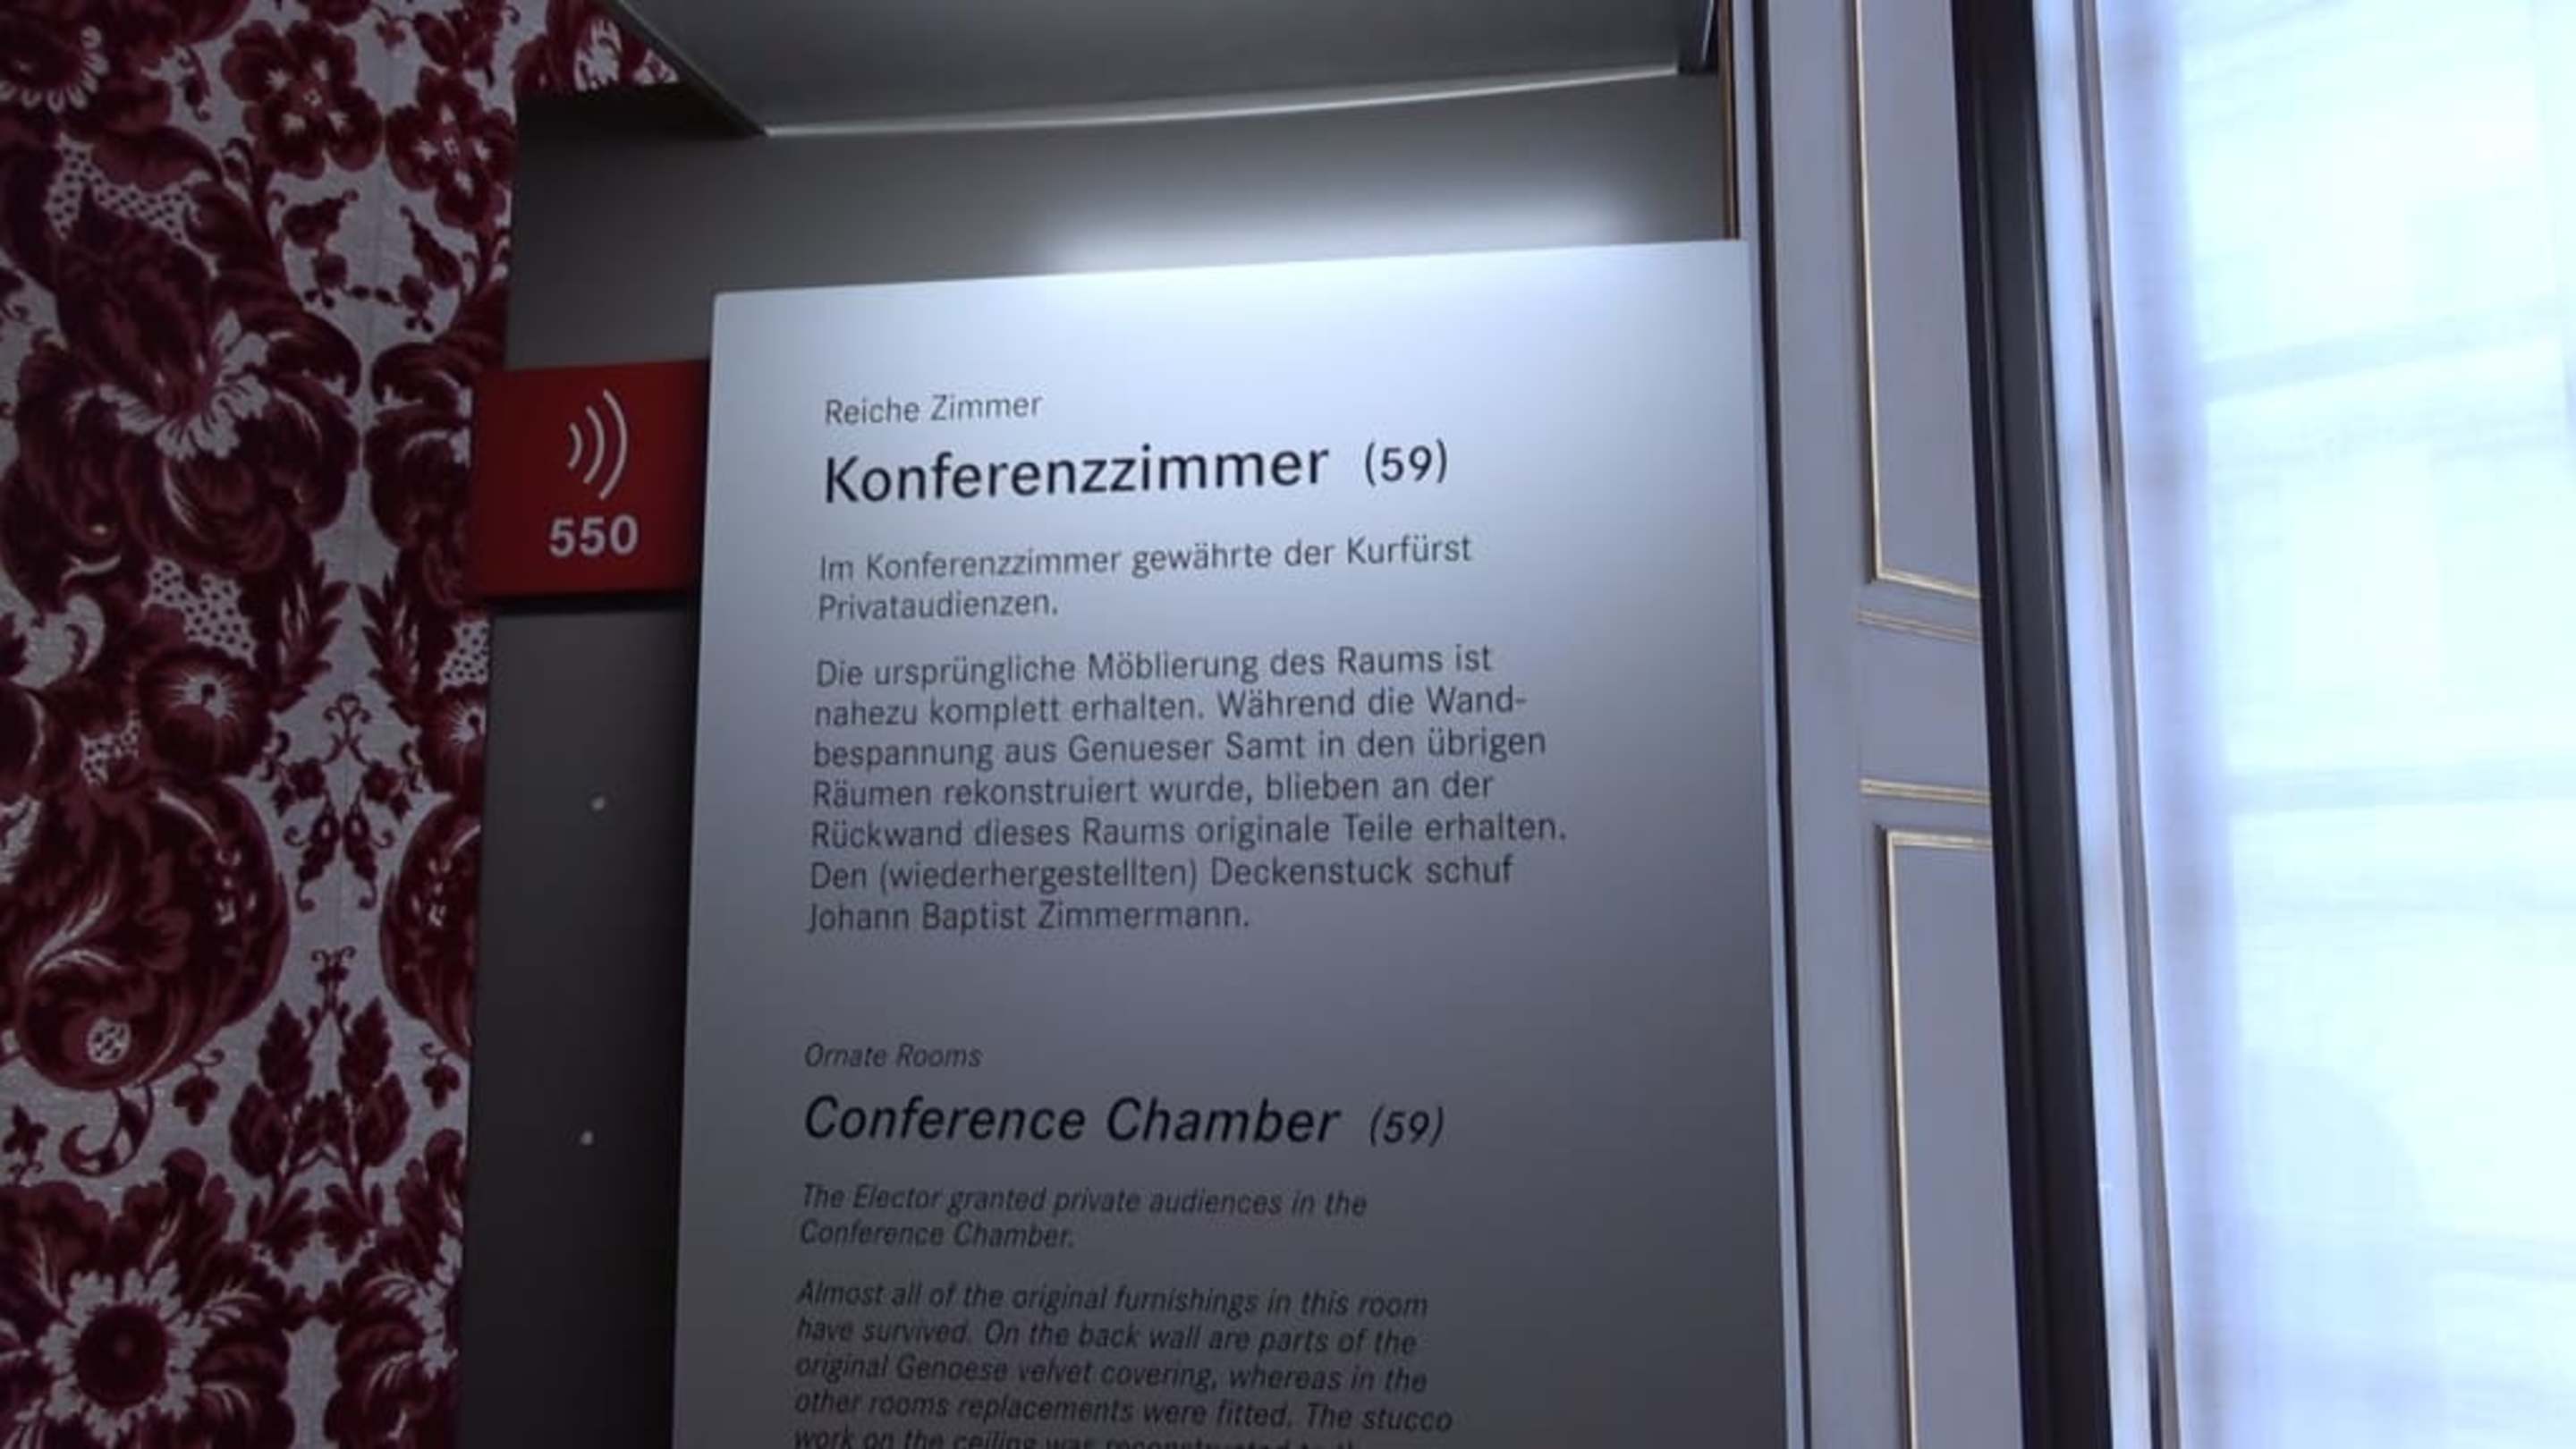 550
Reiche Zimmer
Konferenzzimmer (59)
Im Konferenzzimmer gewährte der Kurfürst
Privataudienzen.
Die ursprüngliche Möblierung des Raums ist
nahezu komplett erhalten. Während die Wand-
bespannung aus Genueser Samt in den übrigen
Räumen rekonstruiert wurde, blieben an der
Rückwand dieses Raums originale Teile erhalten.
Den (wiederhergestellten) Deckenstuck schuf
Johann Baptist Zimmermann.
Ornate Rooms
Conference Chamber (59)
The Elector granted private audiences in the
Conference Chamber.
Almost all of the original furnishings in this room
have survived. On the back wall are parts of the
original Genoese velvet covering, whereas in the
other rooms replacements were fitted. The stucco
work on the ceiling was